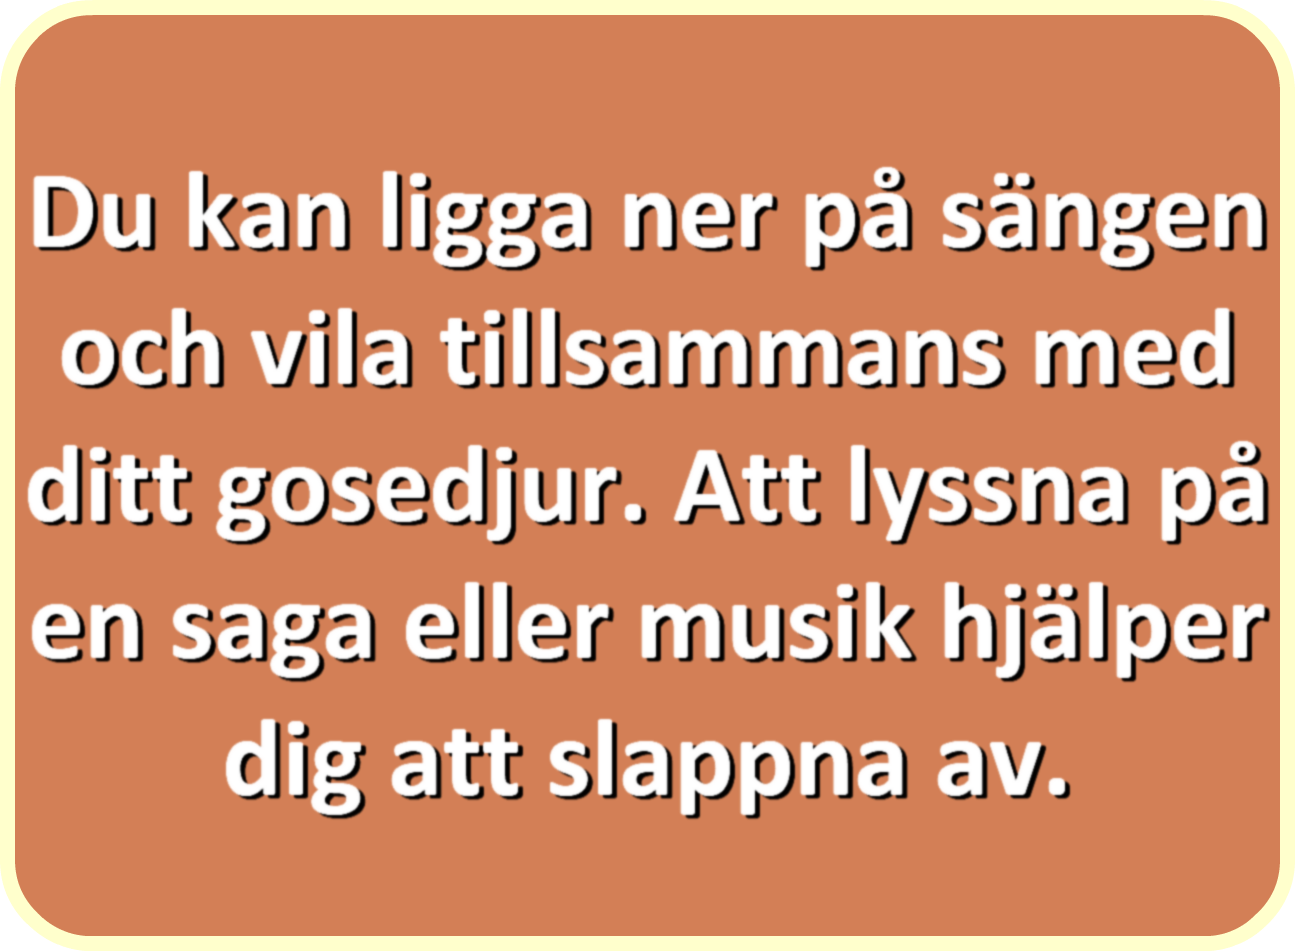 Du kan ligga ner på sängen
och vila tillsammans med
ditt gosedjur. Att lyssna på
en saga eller musik hjälper
dig att slappna av.